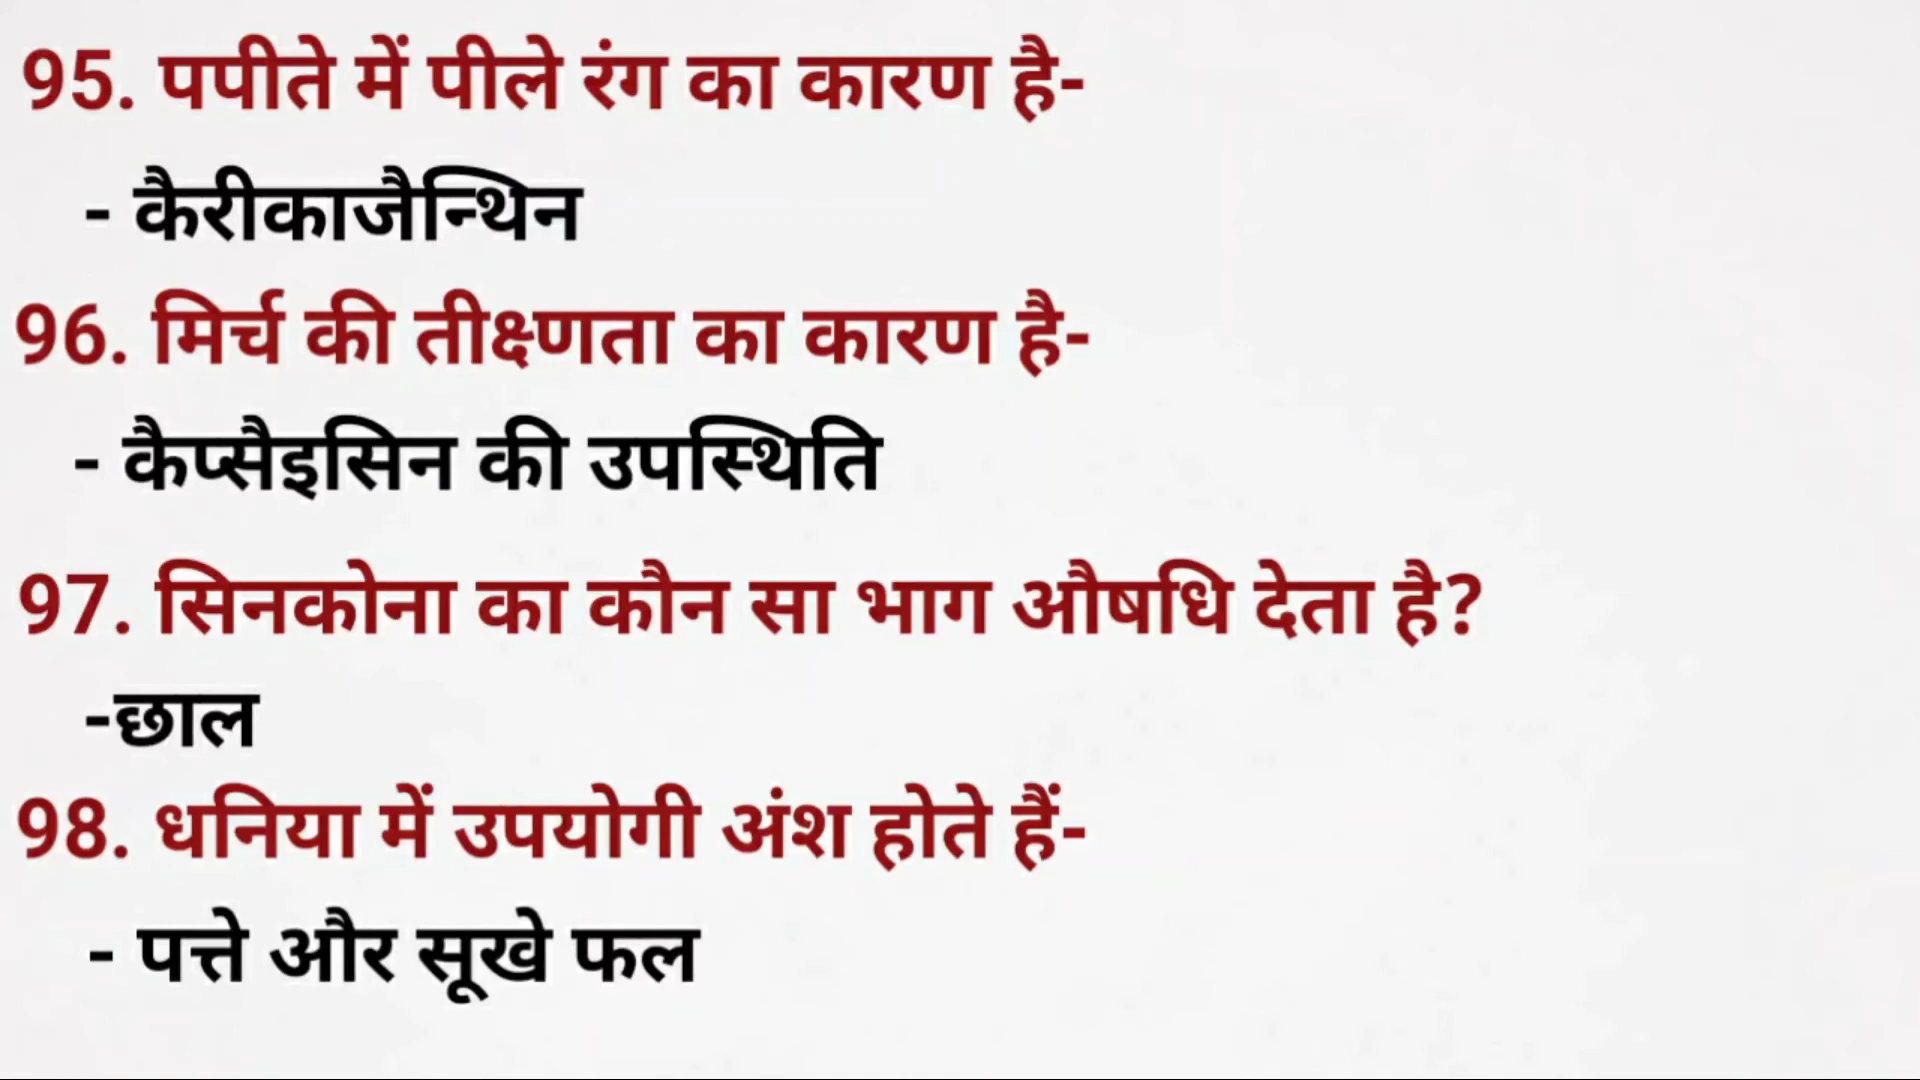 95. पपीते में पीले रंग का कारण है-
- कैरीकाजैन्थिन
96. मिर्च की तीक्ष्णता का कारण है-
- कैप्सैइसिन की उपस्थिति
97. सिनकोना का कौन सा भाग औषधि देता है?
-छाल
98. धनिया में उपयोगी अंश होते हैं-
- पत्ते और सूखे फल